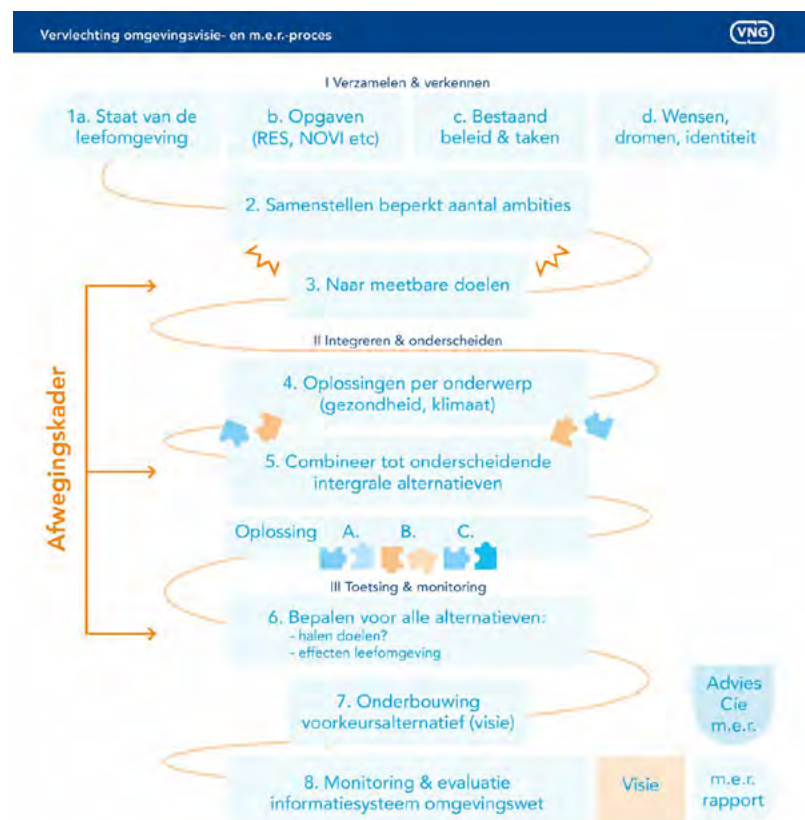 Vervlechting omgevingsvisie- en m.e.r.-proces
VNG
I Verzamelen & verkennen
1a. Staat van de
leefomgeving
b. Opgaven
(RES, NOVI etc)
c. Bestaand
beleid & taken
d. Wensen,
dromen, identiteit
2. Samenstellen beperkt aantal ambities
3. Naar meetbare doelen
II Integreren & onderscheiden
Afwegingskader
4. Oplossingen per onderwerp
(gezondheid, klimaat)
5. Combineer tot onderscheidende
intergrale alternatieven
Oplossing A. B. C.
III Toetsing & monitoring
6. Bepalen voor alle alternatieven:
- halen doelen?
- effecten leefomgeving
7. Onderbouwing
voorkeursalternatief (visie)
Advies
Cie
m.e.r.
8. Monitoring & evaluatie
informatiesysteem omgevingswet
Visie
m.e.r.
rapport